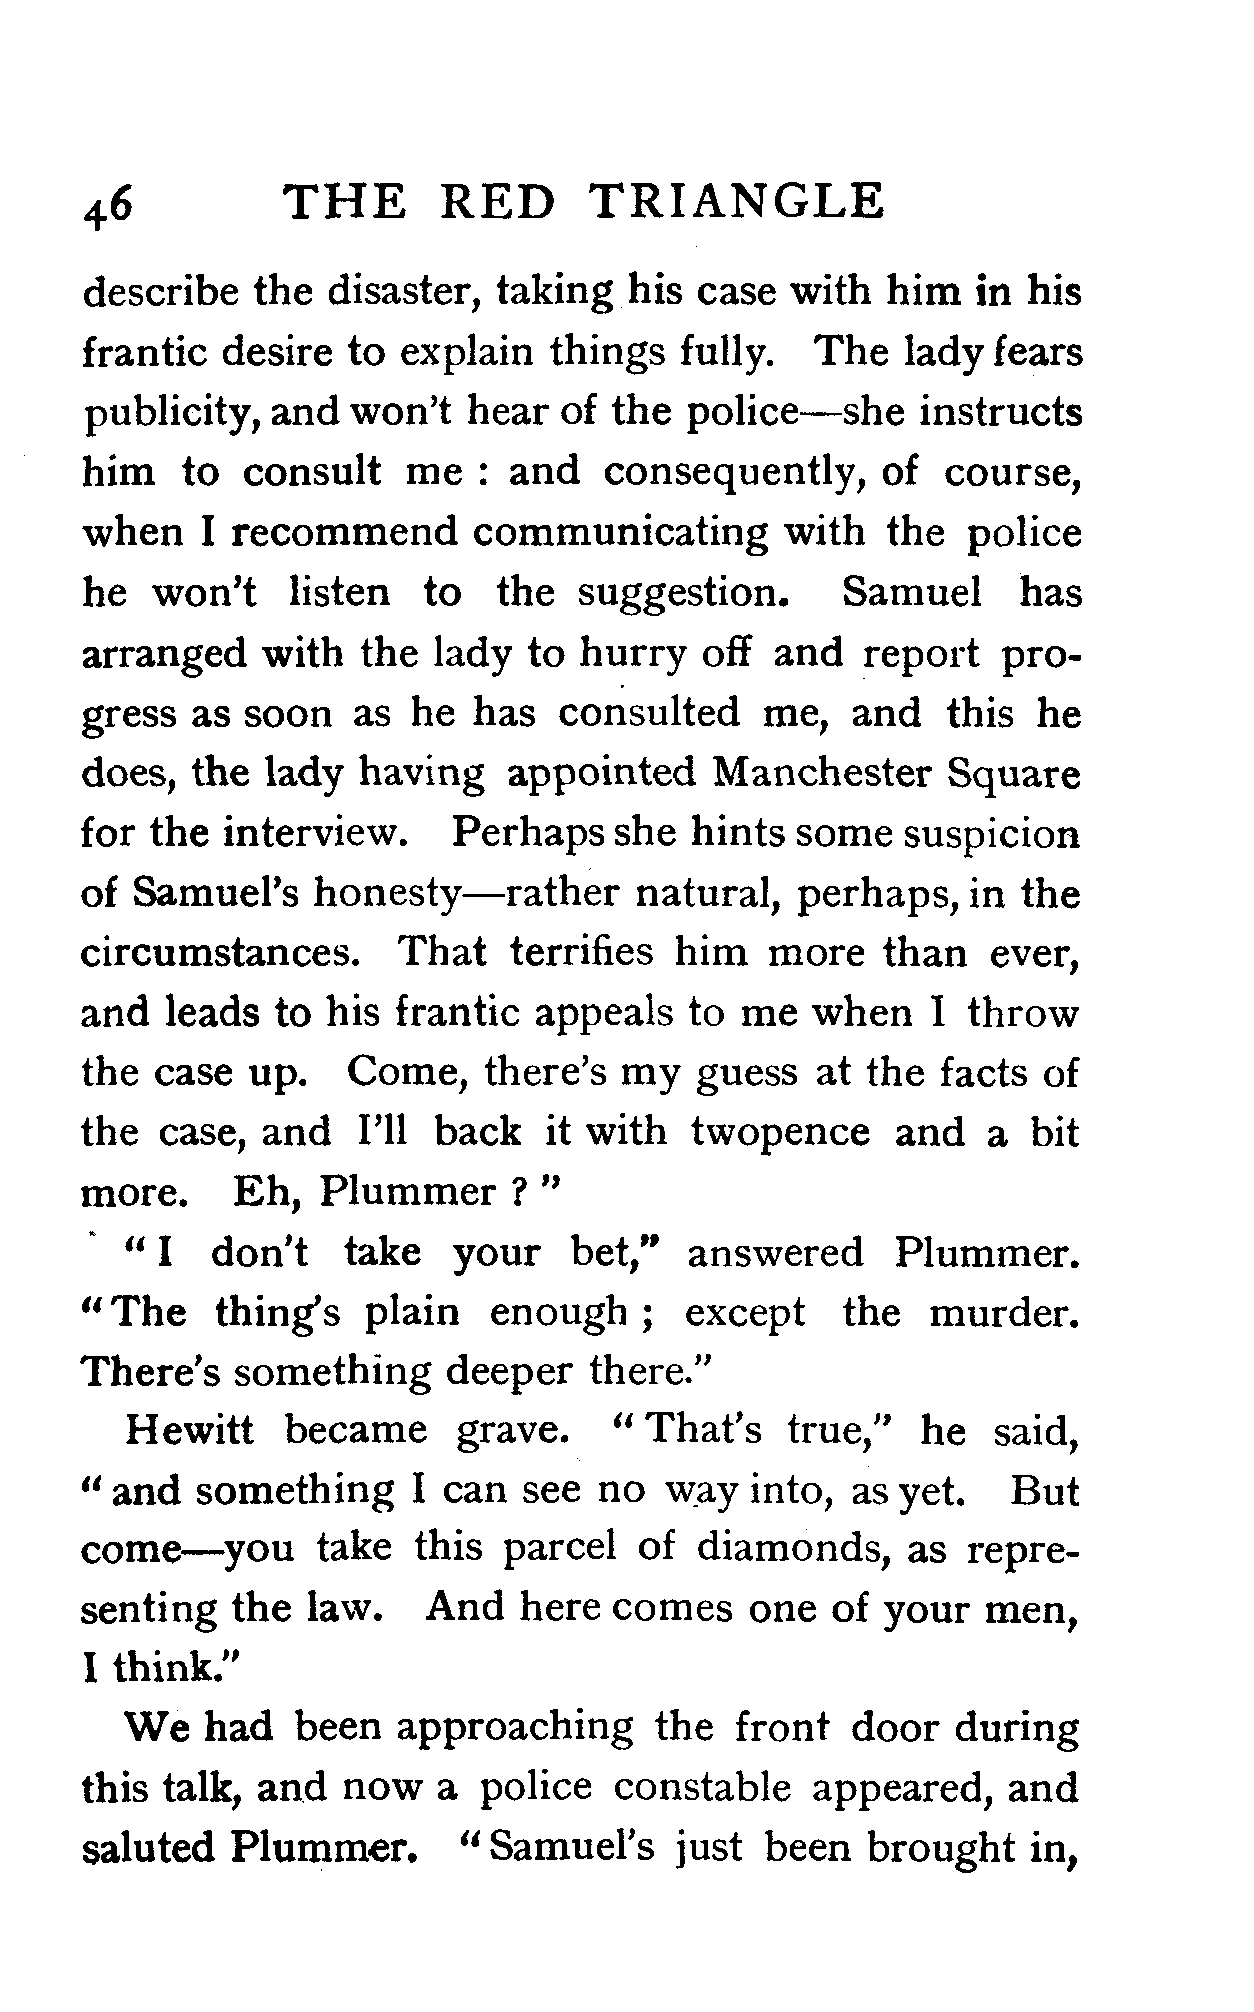 46 THE RED TRIANGLE
describe the disaster, taking his case with him in his
frantic desire to explain things fully. The lady fears
publicity, and won't hear of the police—she instructs
him to consult me : and consequently, of course,
when I recommend communicating with the police
he won't listen to the suggestion. Samuel has
arranged with the lady to hurry off and report pro-
gress as soon as he has consulted me, and this he
does, the lady having appointed Manchester Square
for the interview. Perhaps she hints some suspicion
of Samuel's honesty—rather natural, perhaps, in the
circumstances. That terrifies him more than ever,
and leads to his frantic appeals to me when I throw
the case up. Come, there's my guess at the facts of
the case, and I'll back it with twopence and a bit
more. Eh, Plummer ? "
" I don't take your bet," answered Plummer.
" The thing's plain enough ; except the murder.
There's something deeper there."
Hewitt became grave. " That's true," he said,
" and something I can see no way into, as yet. But
come—you take this parcel of diamonds, as repre-
senting the law. And here comes one of your men,
I think."
We had been approaching the front door during
this talk, and now a police constable appeared, and
saluted Plummer. " Samuel's just been brought in,